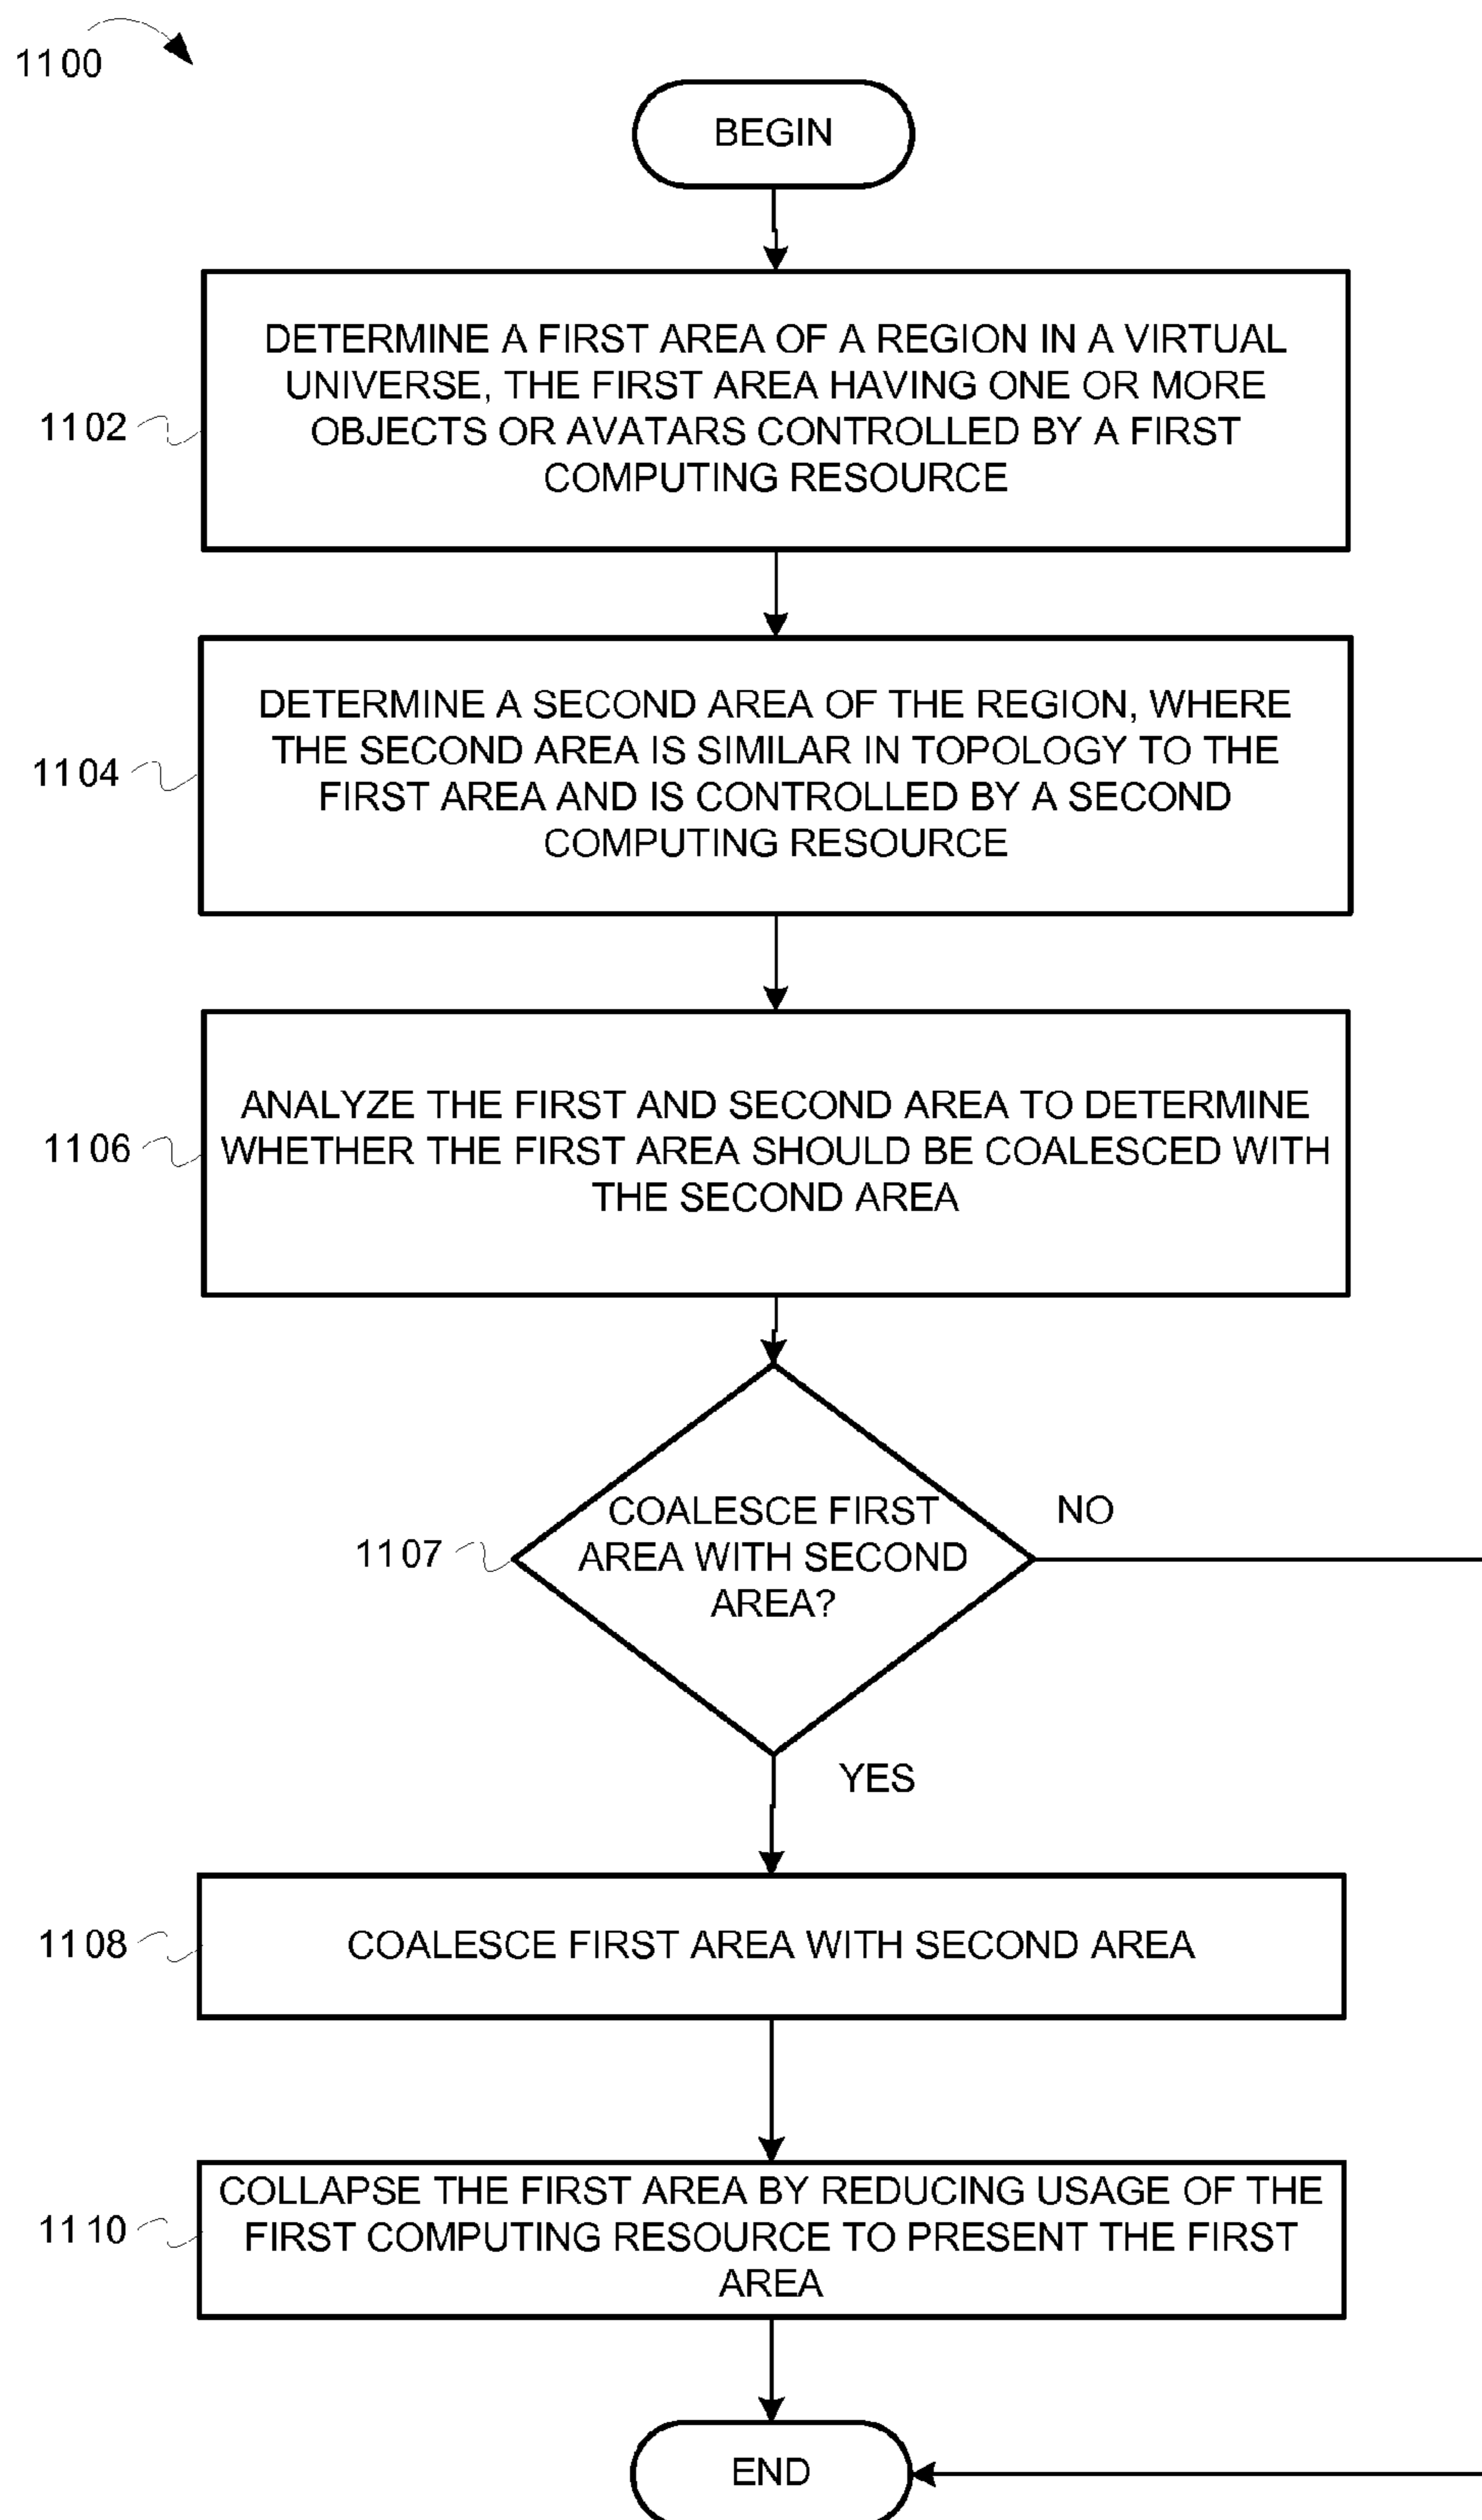 1100
BEGIN
DETERMINE A FIRST AREA OF A REGION IN A VIRTUAL
UNIVERSE, THE FIRST AREA HAVING ONE OR MORE
OBJECTS OR AVATARS CONTROLLED BY A FIRST
COMPUTING RESOURCE
1102
DETERMINE A SECOND AREA OF THE REGION, WHERE
THE SECOND AREA IS SIMILAR IN TOPOLOGY TO THE
FIRST AREA AND IS CONTROLLED BY A SECOND
COMPUTING RESOURCE
1104
ANALYZE THE FIRST AND SECOND AREA TO DETERMINE
WHETHER THE FIRST AREA SHOULD BE COALESCED WITH
THE SECOND AREA
1106
COALESCE FIRST
AREA WITH SECOND
AREA?
1107
NO
YES
1108
COALESCE FIRST AREA WITH SECOND AREA
COLLAPSE THE FIRST AREA BY REDUCING USAGE OF THE
FIRST COMPUTING RESOURCE TO PRESENT THE FIRST
AREA
1110
END